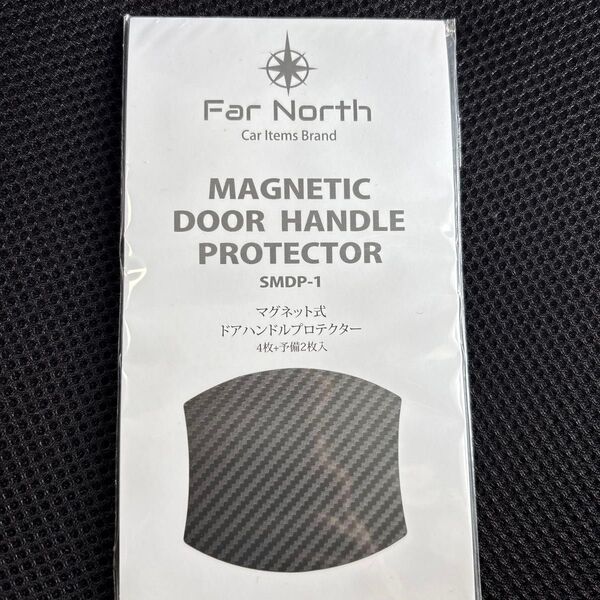 Far North
Car Items Brand
MAGNETIC
DOOR HANDLE
PROTECTOR
SMDP-1
マグネット式
ドアハンドルプロテクター
4枚+予備2枚入